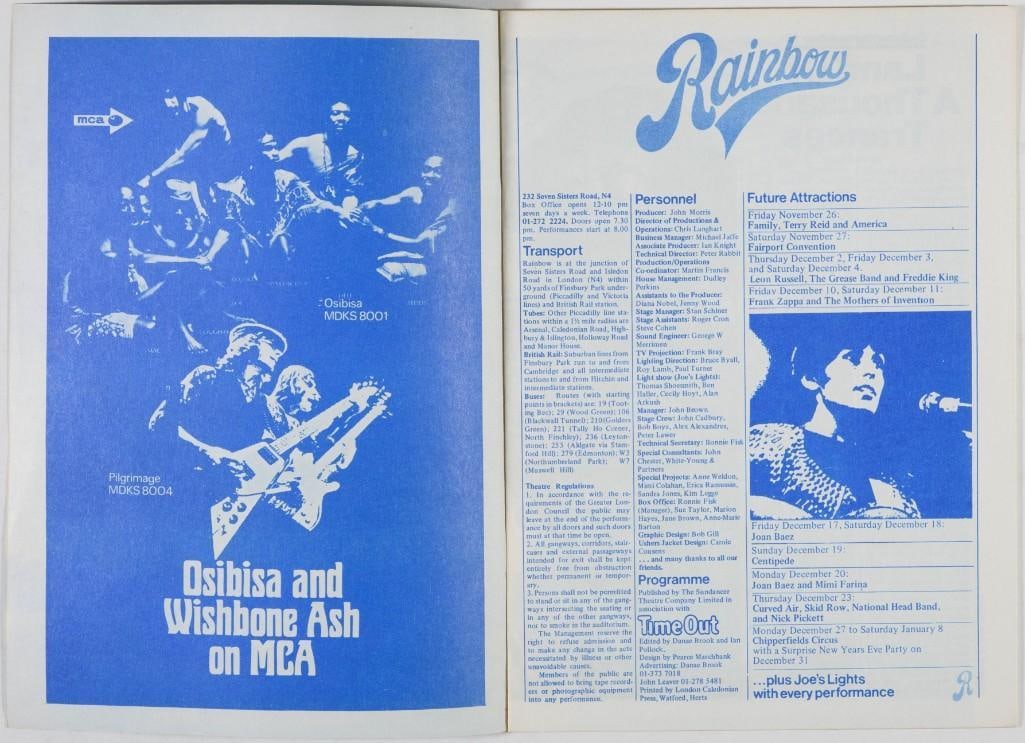 mca
Osibisa
MDKS 8001
Pilgrimage
MDKS 8004
Osibisa and
Wishbone Ash
on MCA
Rainbow
232 Seven Sisters Road, N4
Box Office opens 12-10 pm
seven days a week. Telephone
01-272 2224. Doors open 7.30
pm. Performances start at 8.00
pm.
Transport
Rainbow is at the junction of
Seven Sisters Road and Isledon
Road in London (N4) within
50 yards of Finsbury Park under-
ground (Piccadilly and Victoria
lines) and British Rail station.
Tubes: Other Piccadilly line sta-
tions within a 1½ mile radius are
Arsenal, Caledonian Road, High-
bury & Islington, Holloway Road
and Manor House.
British Rail: Suburban lines from
Finsbury Park run to and from
Cambridge and all intermediate
stations to and from Hitchin and
intermediate stations.
Buses: Routes (with starting
points in brackets) are: 19 (Toot-
ing Bec); 29 (Wood Green); 106
(Blackwall Tunnel); 210(Golders
Green); 221 (Tally Ho Corner,
North Finchley), 236 (Leyton-
stone); 253 (Aldgate via Stam-
ford Hill); 279 (Edmonton); W3
(Northumberland Park); W7
(Muswell Hill)
Theatre Regulations
1. In accordance with the re-
quirements of the Greater Lon-
don Council the public may
leave at the end of the perform-
ance by all doors and such doors
must at that time be open.
2. All gangways, corridors, stair-
cases and external passageways
intended for exit shall be kept
entirely free from obstruction
whether permanent or tempor-
ary.
3. Persons shall not be permitted
to stand or sit in any of the gang-
ways intersecting the seating or
in any of the other gangways,
not to smoke in the auditorium.
The Management reserve the
right to refuse admission and
to make any change in the acts
necessitated by illness or other
unavoidable causes.
Members of the public are
not allowed to bring tape record-
ers or photographic equipment
into any performance.
Personnel
Producer: John Morris
Director of Productions &
Operations: Chris Langhart
Business Manager: Michael Jaffe
Associate Producer: Ian Knight
Technical Director: Peter Rabbit
Production/Operations
Co-ordinator: Martin Francis
House Management: Dudley
Perkins
Assistants to the Producer:
Diana Nobel, Jenny Wood
Stage Manager: Stan Schiner
Stage Assistants: Roger Cron
Steve Cohen
Sound Engineer: George W
Merrimen
TV Projection: Frank Bray
Lighting Direction: Bruce Byall,
Roy Lamb, Paul Turner
Light show (Joe's Lights):
Thomas Shoesmith, Ben
Haller, Cecily Hoyt, Alan
Arkush
Manager: John Brown
Stage Crew: John Cadbury,
Bob Boys, Alex Alexandres,
Peter Lawer
Technical Secretary: Bonnie Fisk
Special Consultants: John
Chester, White-Young &
Partners
Special Projects: Anne Weldon,
Mimi Colahan, Erica Ramussan,
Sandra Jones, Kim Logge
Box Office: Ronnie Fisk
(Manager), Sue Taylor, Marion
Hayes, Jane Brown, Anne-Marie
Barton
Graphic Design: Bob Gill
Ushers Jacket Design: Carole
Cousens
... and many thanks to all our
friends.
Programme
Published by The Sundancer
Theatre Company Limited in
association with
Time Out
Edited by Danae Brook and Ian
Pollock,
Design by Pearce Marchbank
Advertising: Danae Brook
01-373 7018
John Leaver 01-278 5481
Printed by London Caledonian
Press, Watford, Herts
Future Attractions
Friday November 26:
Family, Terry Reid and America
Saturday November 27:
Fairport Convention
Thursday December 2, Friday December 3,
and Saturday December 4.
Leon Russell, The Grease Band and Freddie King
Friday December 10, Saturday December 11:
Frank Zappa and The Mothers of Invention
Friday December 17, Saturday December 18:
Joan Baez
Sunday December 19:
Centipede
Monday December 20:
Joan Baez and Mimi Farina
Thursday December 23:
Curved Air, Skid Row, National Head Band,
and Nick Pickett
Monday December 27 to Saturday January 8
Chipperfields Circus
with a Surprise New Years Eve Party on
December 31
...plus Joe's Lights
with every performance
R